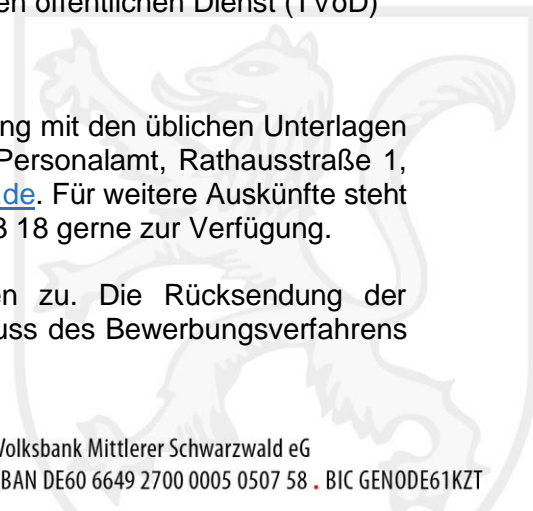 en öffentlichen Dienst (TVöD)
ng mit den üblichen Unterlagen
Personalamt, Rathausstraße 1,
.de. Für weitere Auskünfte steht
18 gerne zur Verfügung.
en zu. Die Rücksendung der
uss des Bewerbungsverfahrens
Volksbank Mittlerer Schwarzwald eG
BAN DE60 6649 2700 0005 0507 58 . BIC GENODE61KZT